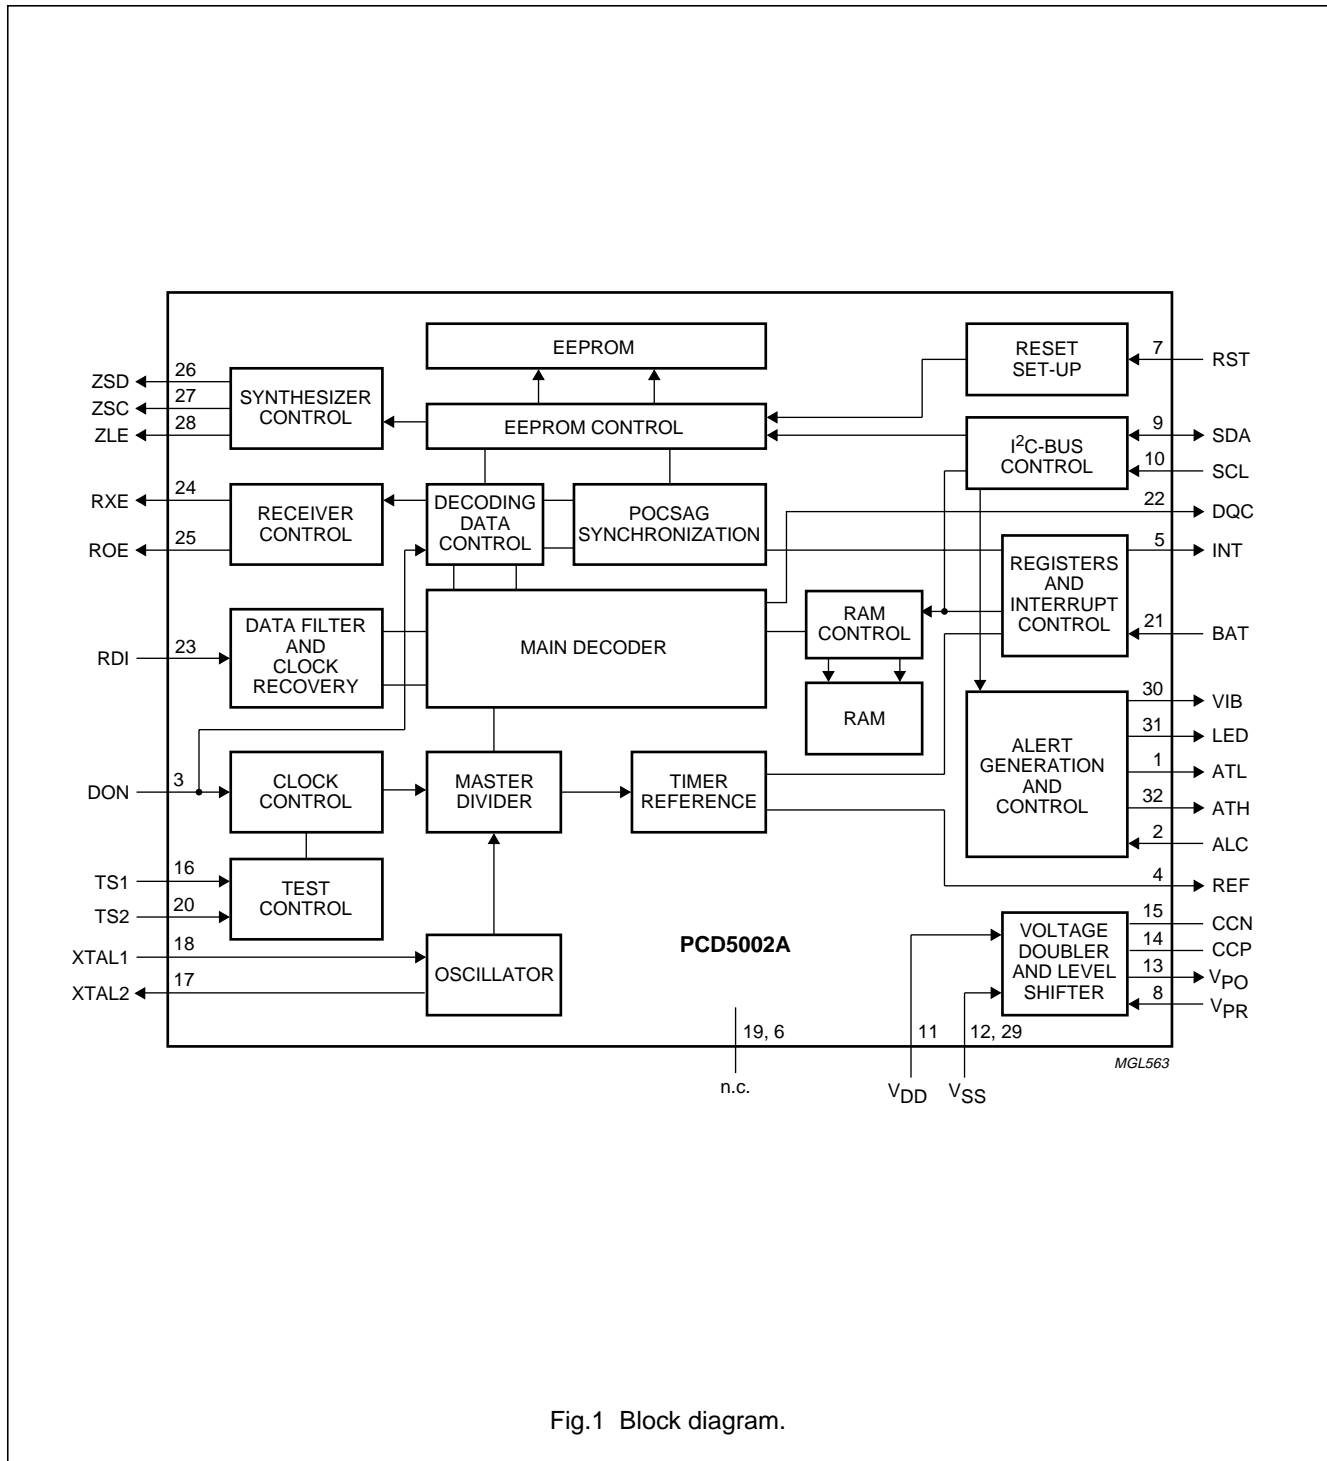 EEPROM
RESET
SET-UP
7
RST
ZSD
26
ZSC
27
ZLE
28
SYNTHESIZER
CONTROL
EEPROM CONTROL
I2C-BUS
CONTROL
9
SDA
10
SCL
RXE
24
ROE
25
RECEIVER
CONTROL
DECODING
DATA
CONTROL
POCSAG
SYNCHRONIZATION
22
DQC
5
INT
REGISTERS
AND
INTERRUPT
CONTROL
21
BAT
RDI
23
DATA FILTER
AND
CLOCK
RECOVERY
MAIN DECODER
RAM
CONTROL
RAM
30
VIB
31
LED
1
ATL
32
ATH
2
ALC
ALERT
GENERATION
AND
CONTROL
DON
3
CLOCK
CONTROL
MASTER
DIVIDER
TIMER
REFERENCE
4
REF
TS1
16
TS2
20
TEST
CONTROL
XTAL1
18
XTAL2
17
OSCILLATOR
PCD5002A
VOLTAGE
DOUBLER
AND LEVEL
SHIFTER
15
CCN
14
CCP
13
VPO
8
VPR
19, 6
n.c.
11
VDD
12, 29
VSS
MGL563
Fig.1 Block diagram.